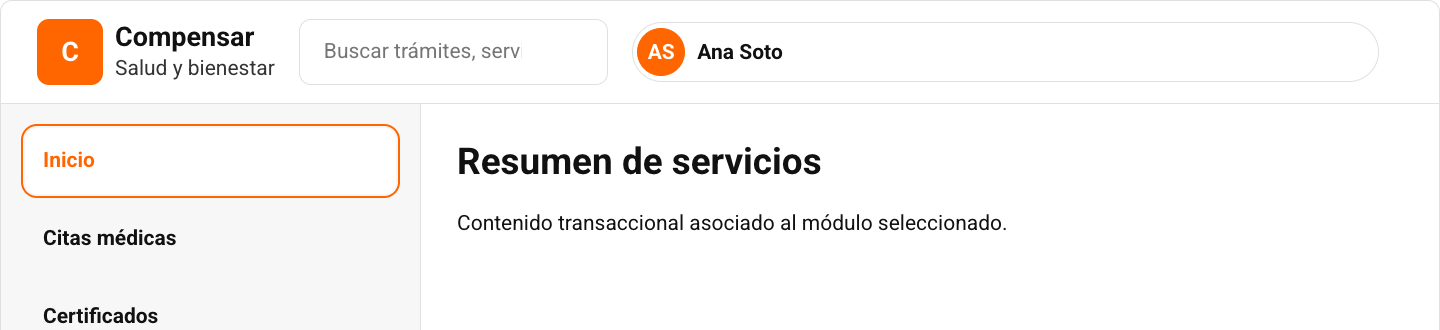 C
Compensar
Salud y bienestar
Buscar trámites, serv
AS
Ana Soto
Inicio
Citas médicas
Certificados
Resumen de servicios
Contenido transaccional asociado al módulo seleccionado.